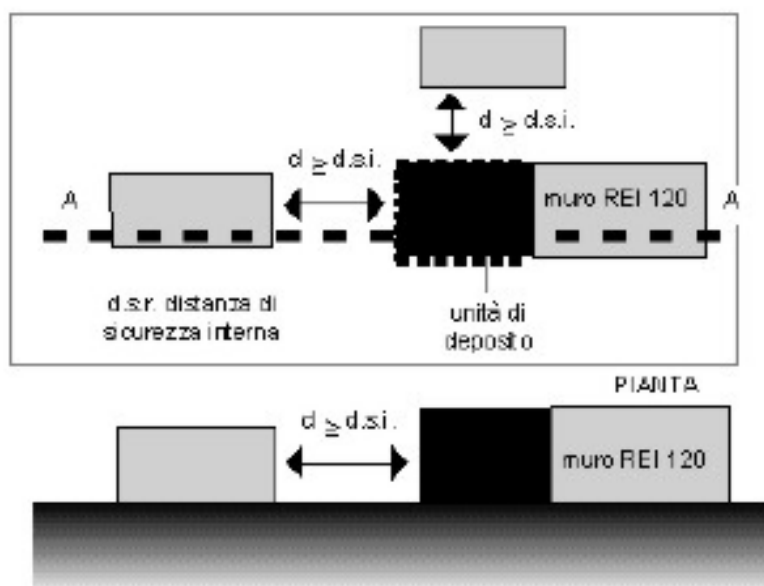 d ≥ d.s.i.
d ≥ d.s.i.
A
muro REI 120
A
d.s.r. distanza di
sicurezza interna
unità di
deposito
PIANTA
d ≥ d.s.i.
muro REI 120